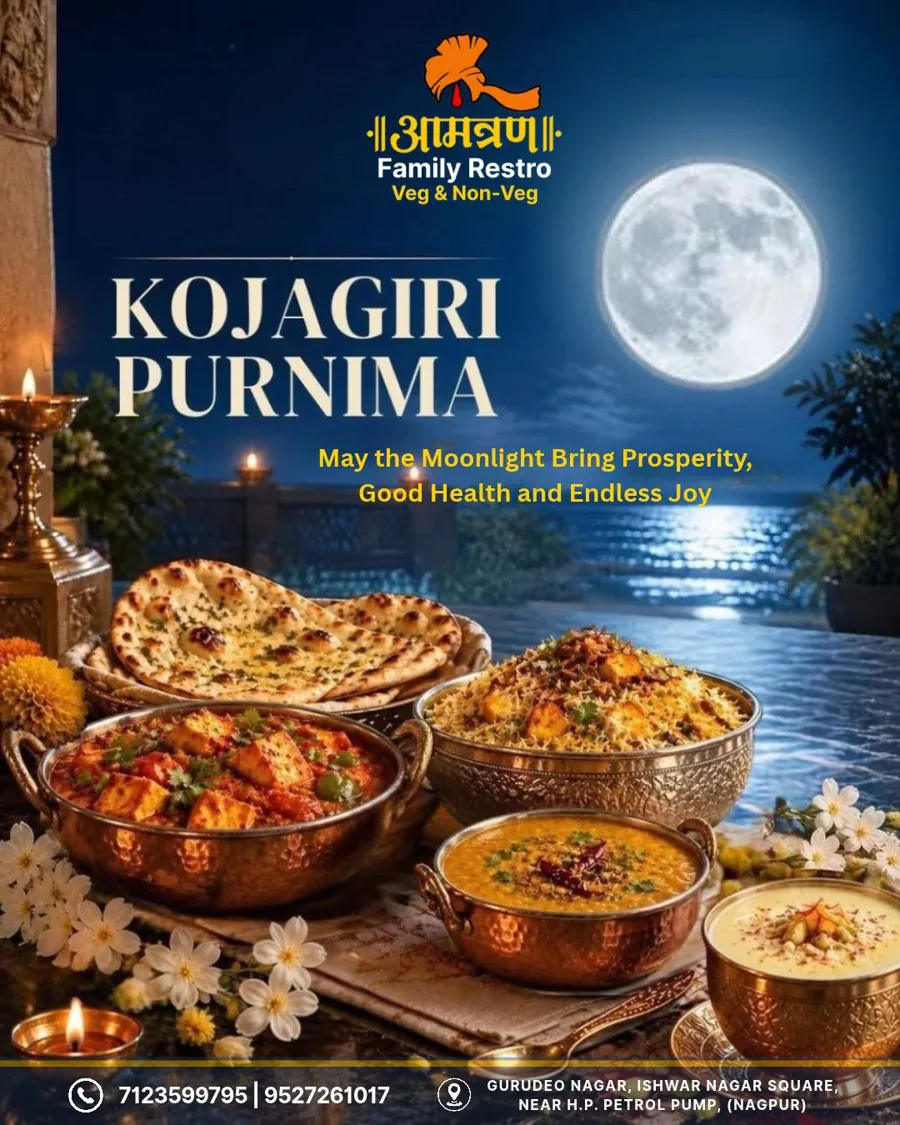 ॥आमंत्रण॥
Family Restro
Veg & Non-Veg
KOJAGIRI
PURNIMA
May the Moonlight Bring Prosperity,
Good Health and Endless Joy
7123599795 | 9527261017
GURUDEO NAGAR, ISHWAR NAGAR SQUARE,
NEAR H.P. PETROL PUMP, (NAGPUR)